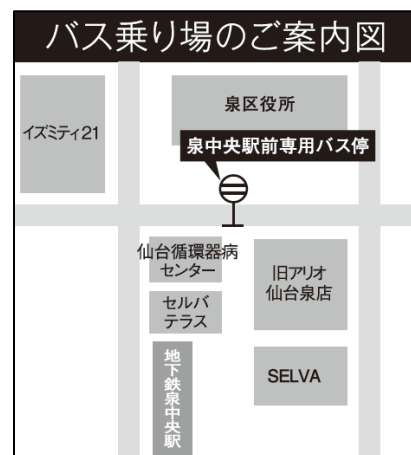 バス乗り場のご案内図
泉区役所
イズミティ21
泉中央駅前専用バス停
仙台循環器病
センター
旧アリオ
仙台泉店
セルバ
テラス
地下鉄泉中央駅
SELVA